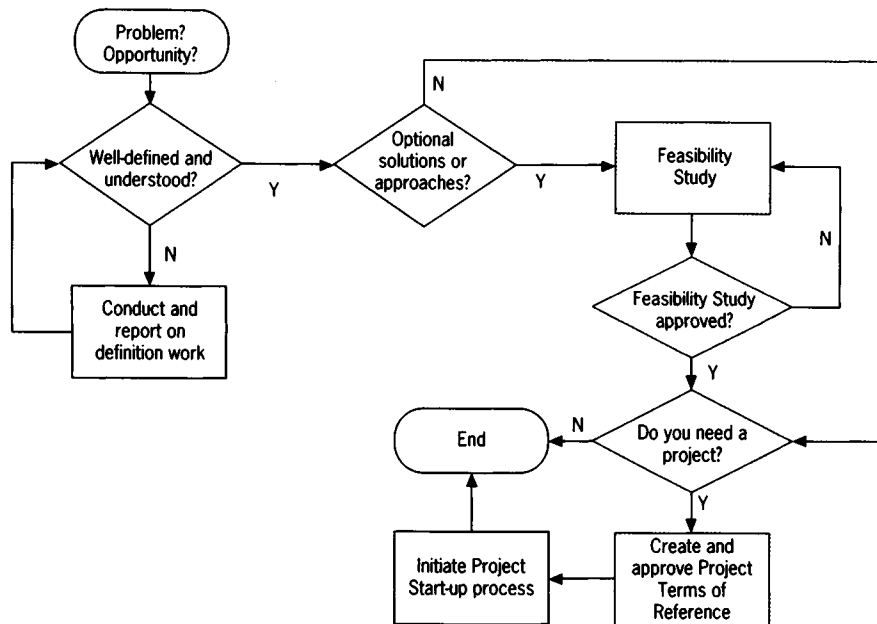 Problem?
Opportunity?
N
Well-defined and
understood?
Y
Optional
solutions or
approaches?
Y
Feasibility
Study
N
N
Conduct and
report on
definition work
Feasibility Study
approved?
Y
End
N
Do you need a
project?
Y
Initiate Project
Start-up process
Create and
approve Project
Terms of
Reference